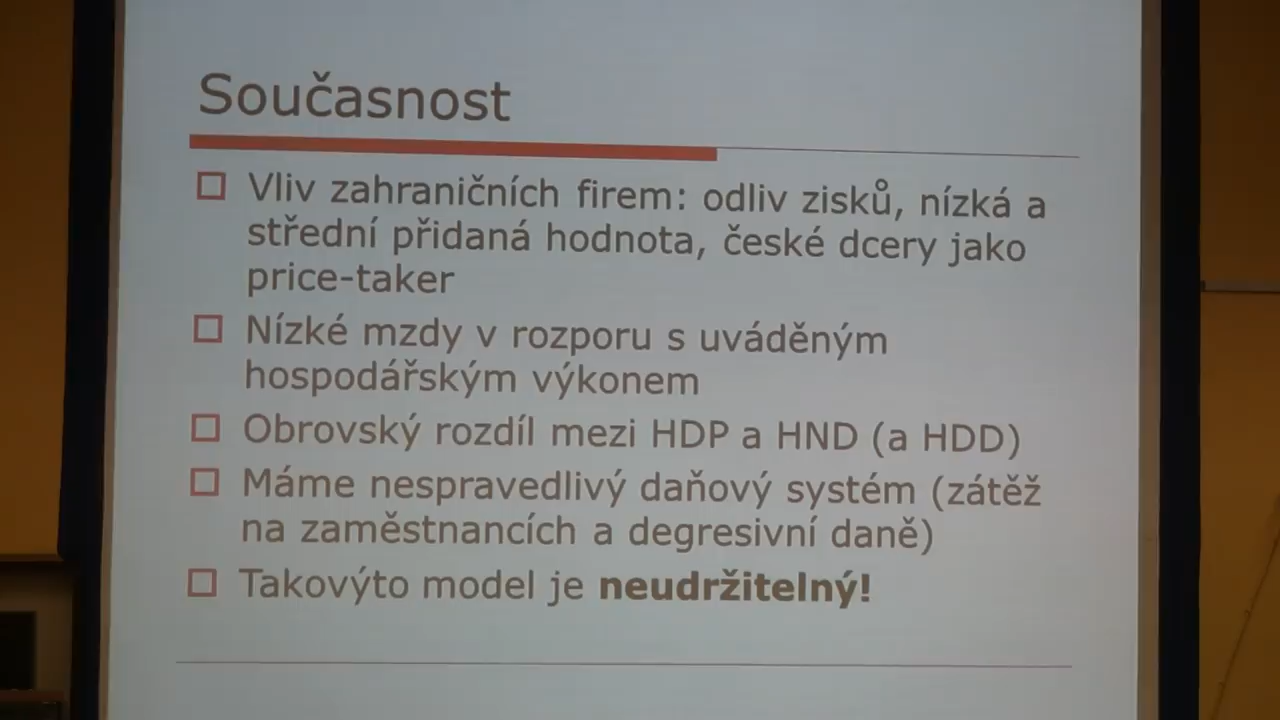 Současnost
Vliv zahraničních firem: odliv zisků, nízká a
střední přidaná hodnota, české dcery jako
price-taker
Nízké mzdy v rozporu s uváděným
hospodářským výkonem
Obrovský rozdíl mezi HDP a HND (a HDD)
Máme nespravedlivý daňový systém (zátěž
na zaměstnancích a degresivní daně)
Takovýto model je neudržitelný!